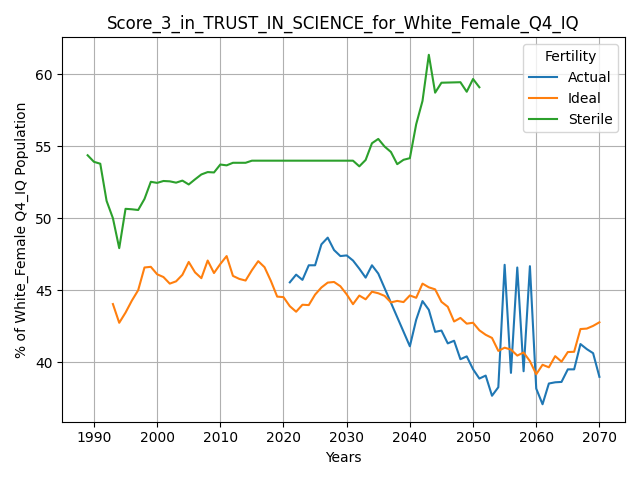 Score_3_in_TRUST_IN_SCIENCE_for_White_Female_Q4_IQ
% of White_Female Q4_IQ Population
60
55
50
45
40
Fertility
Actual
Ideal
Sterile
1990 2000 2010 2020 2030 2040 2050 2060 2070
Years